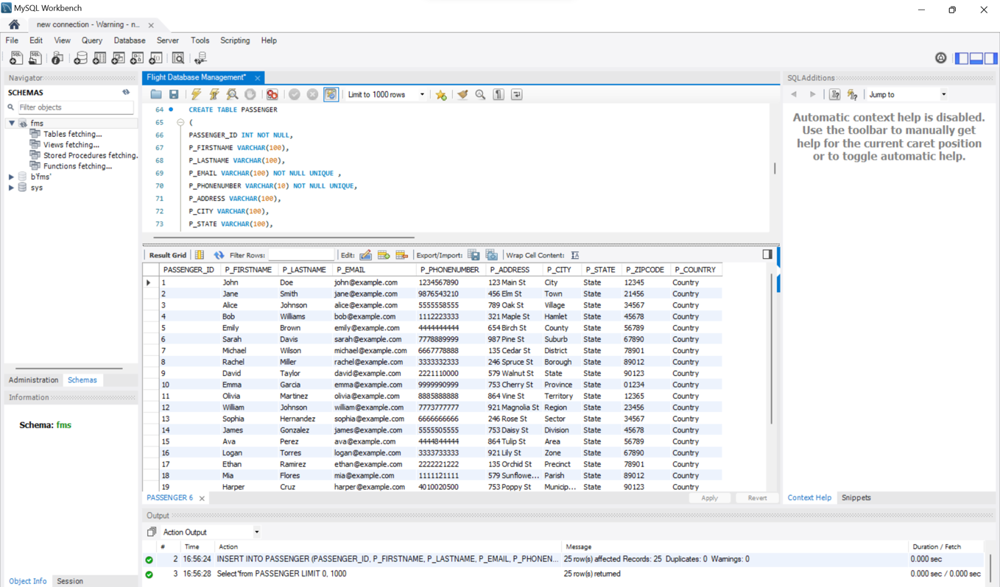 MySQL Workbench
new connection - Warning - n...
File Edit View Query Database Server Tools Scripting Help
Navigator
SCHEMAS
Filter objects
fms
Tables fetching...
Views fetching...
Stored Procedures fetching.
Functions fetching...
b'fms'
sys
Administration Schemas
Information
Schema: fms
Object Info Session
Flight Database Management*
Limit to 1000 rows
64 CREATE TABLE PASSENGER
65 (
66 PASSENGER_ID INT NOT NULL,
67 P_FIRSTNAME VARCHAR(100),
68 P_LASTNAME VARCHAR(100),
69 P_EMAIL VARCHAR(100) NOT NULL UNIQUE ,
70 P_PHONENUMBER VARCHAR(10) NOT NULL UNIQUE,
71 P_ADDRESS VARCHAR(100),
72 P_CITY VARCHAR(100),
73 P_STATE VARCHAR(100),
Result Grid Filter Rows: Edit: Export/Import: Wrap Cell Content:
PASSENGER_ID P_FIRSTNAME P_LASTNAME P_EMAIL P_PHONENUMBER P_ADDRESS P_CITY P_STATE P_ZIPCODE P_COUNTRY
1 John Doe john@example.com 1234567890 123 Main St City State 12345 Country
2 Jane Smith jane@example.com 9876543210 456 Elm St Town State 21456 Country
3 Alice Johnson alice@example.com 5555558555 789 Oak St Village State 34567 Country
4 Bob Williams bob@example.com 1112223333 321 Maple St Hamlet State 45678 Country
5 Emily Brown emily@example.com 4444444444 654 Birch St County State 56789 Country
6 Sarah Davis sarah@example.com 7778889999 987 Pine St Suburb State 67890 Country
7 Michael Wilson michael@example.com 6667778888 135 Cedar St District State 78901 Country
8 Rachel Miller rachel@example.com 3333332333 246 Spruce St Borough State 89012 Country
9 David Taylor david@example.com 2221110000 579 Walnut St State State 90123 Country
10 Emma Garcia emma@example.com 9999990999 753 Cherry St Province State 01234 Country
11 Olivia Martinez olivia@example.com 8885888888 864 Vine St Territory State 12365 Country
12 William Johnson william@example.com 7773777777 921 Magnolia St Region State 23456 Country
13 Sophia Hernandez sophia@example.com 6666666666 246 Rose St Sector State 34567 Country
14 James Gonzalez james@example.com 5555505555 753 Daisy St Division State 45678 Country
15 Ava Perez ava@example.com 4444844444 864 Tulip St Area State 56789 Country
16 Logan Torres logan@example.com 3333733333 921 Lily St Zone State 67890 Country
17 Ethan Ramirez ethan@example.com 2222221222 135 Orchid St Precinct State 78901 Country
18 Mia Flores mia@example.com 1111121111 579 Sunflowe... Parish State 89012 Country
19 Harper Cruz harper@example.com 4010020500 753 Poppy St Municip... State 90123 Country
PASSENGER 6
Apply Revert
Output
Action Output
# Time Action Message Duration / Fetch
2 16:56:24 INSERT INTO PASSENGER (PASSENGER_ID, P_FIRSTNAME, P_LASTNAME, P_EMAIL, P_PHONEN... 25 row(s) affected Records: 25 Duplicates: 0 Warnings: 0 0.000 sec
3 16:56:28 Select *from PASSENGER LIMIT 0, 1000 25 row(s) returned 0.000 sec / 0.000 sec
SQLAdditions
Jump to
Automatic context help is disabled.
Use the toolbar to manually get
help for the current caret position
or to toggle automatic help.
Context Help Snippets